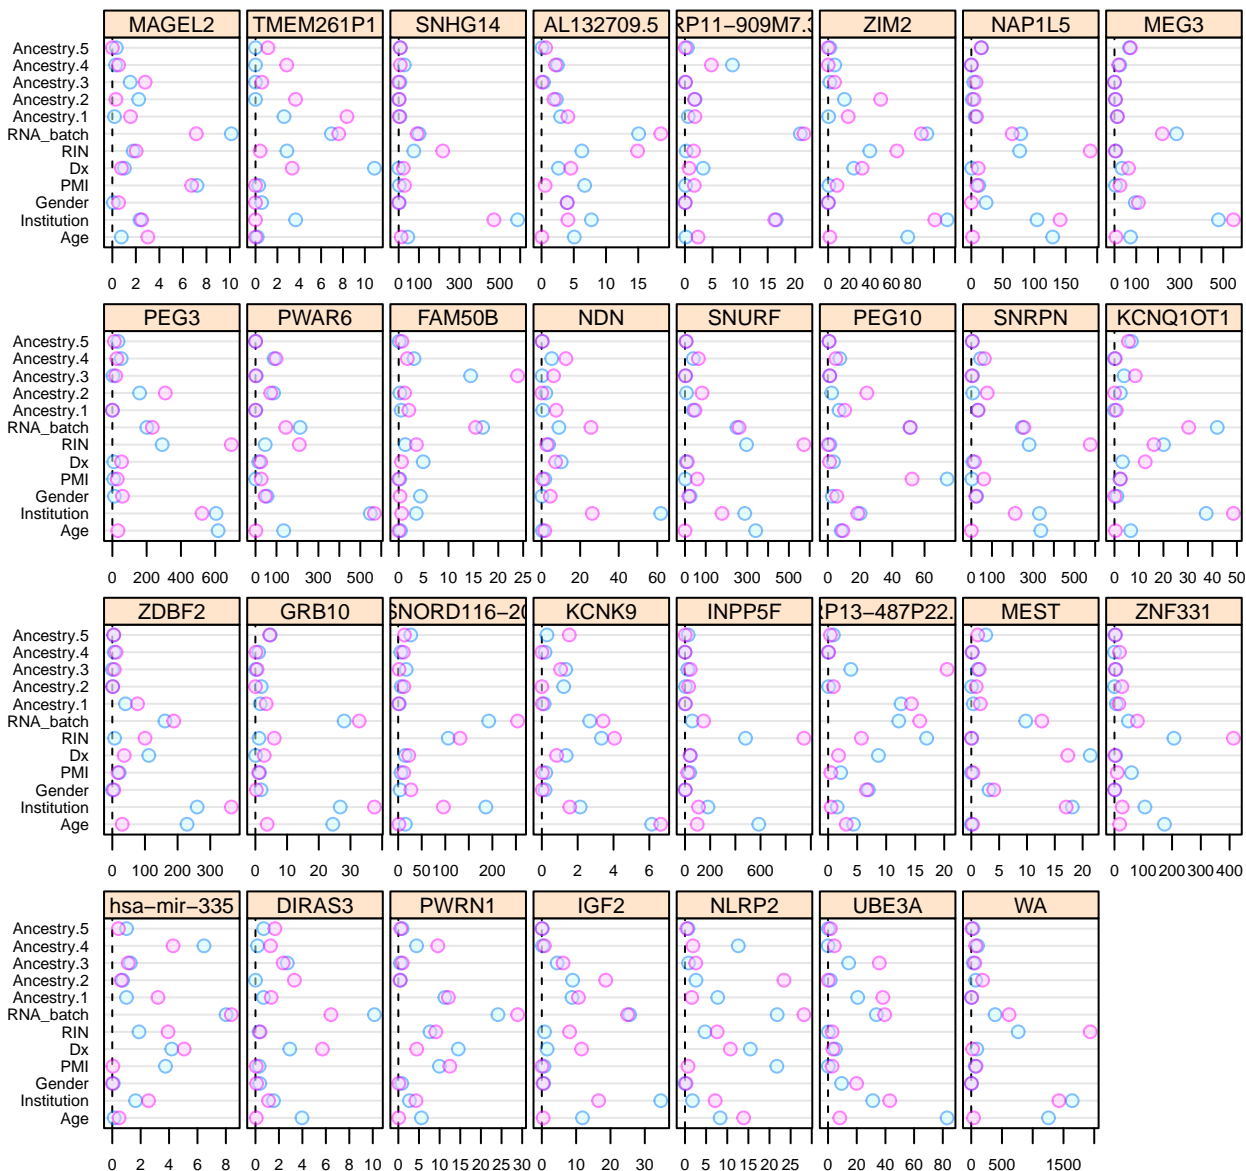 MAGEL2 TMEM261P1 SNHG14 AL132709.5 RP11−909M7.3 ZIM2 NAP1L5 MEG3
Ancestry.5
Ancestry.4
Ancestry.3
Ancestry.2
Ancestry.1
RNA_batch
RIN
Dx
PMI
Gender
Institution
Age
0 2 4 6 8 10 0 2 4 6 8 10 0 100 300 500 0 5 10 15 0 5 10 15 20 0 20 40 60 80 0 50 150 0 100 300 500
PEG3 PWAR6 FAM50B NDN SNURF PEG10 SNRPN KCNQ1OT1
Ancestry.5
Ancestry.4
Ancestry.3
Ancestry.2
Ancestry.1
RNA_batch
RIN
Dx
PMI
Gender
Institution
Age
0 200 400 600 0 100 300 500 0 5 10 15 20 25 0 20 40 60 0 100 300 500 0 20 40 60 0 100 300 500 0 10 20 30 40 50
ZDBF2 GRB10 SNORD116−20 KCNK9 INPP5F RP13−487P22. MEST ZNF331
Ancestry.5
Ancestry.4
Ancestry.3
Ancestry.2
Ancestry.1
RNA_batch
RIN
Dx
PMI
Gender
Institution
Age
0 100 200 300 0 10 20 30 0 50 100 200 0 2 4 6 200 600 0 5 10 15 20 0 5 10 15 20 0 100 200 300 400
hsa−mir−335 DIRAS3 PWRN1 IGF2 NLRP2 UBE3A WA
Ancestry.5
Ancestry.4
Ancestry.3
Ancestry.2
Ancestry.1
RNA_batch
RIN
Dx
PMI
Gender
Institution
Age
0 2 4 6 8 0 2 4 6 8 10 0 5 10 15 20 25 30 0 10 20 30 0 5 10 15 20 25 0 20 40 60 80 0 500 1500